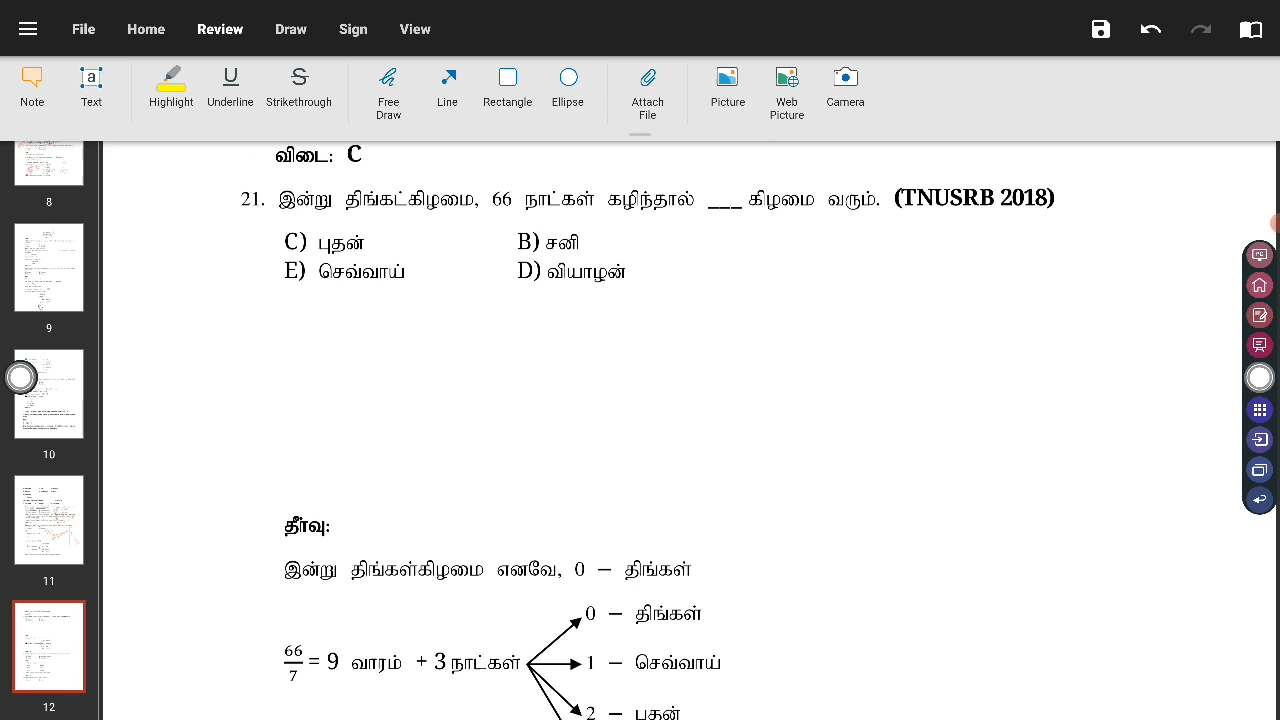 File Home Review Draw Sign View
Note Text Highlight Underline Strikethrough Free Draw Line Rectangle Ellipse Attach File Picture Web Picture Camera
விடை: C
21. இன்று திங்கட்கிழமை, 66 நாட்கள் கழிந்தால் ___ கிழமை வரும். (TNUSRB 2018)
C) புதன் B) சனி
E) செவ்வாய் D) வியாழன்
தீர்வு:
இன்று திங்கள்கிழமை எனவே, 0 – திங்கள்
0 – திங்கள்
66/7 = 9 வாரம் + 3 நாட்கள் 1 – செவ்வாய்
2 – புதன்
8
9
10
11
12